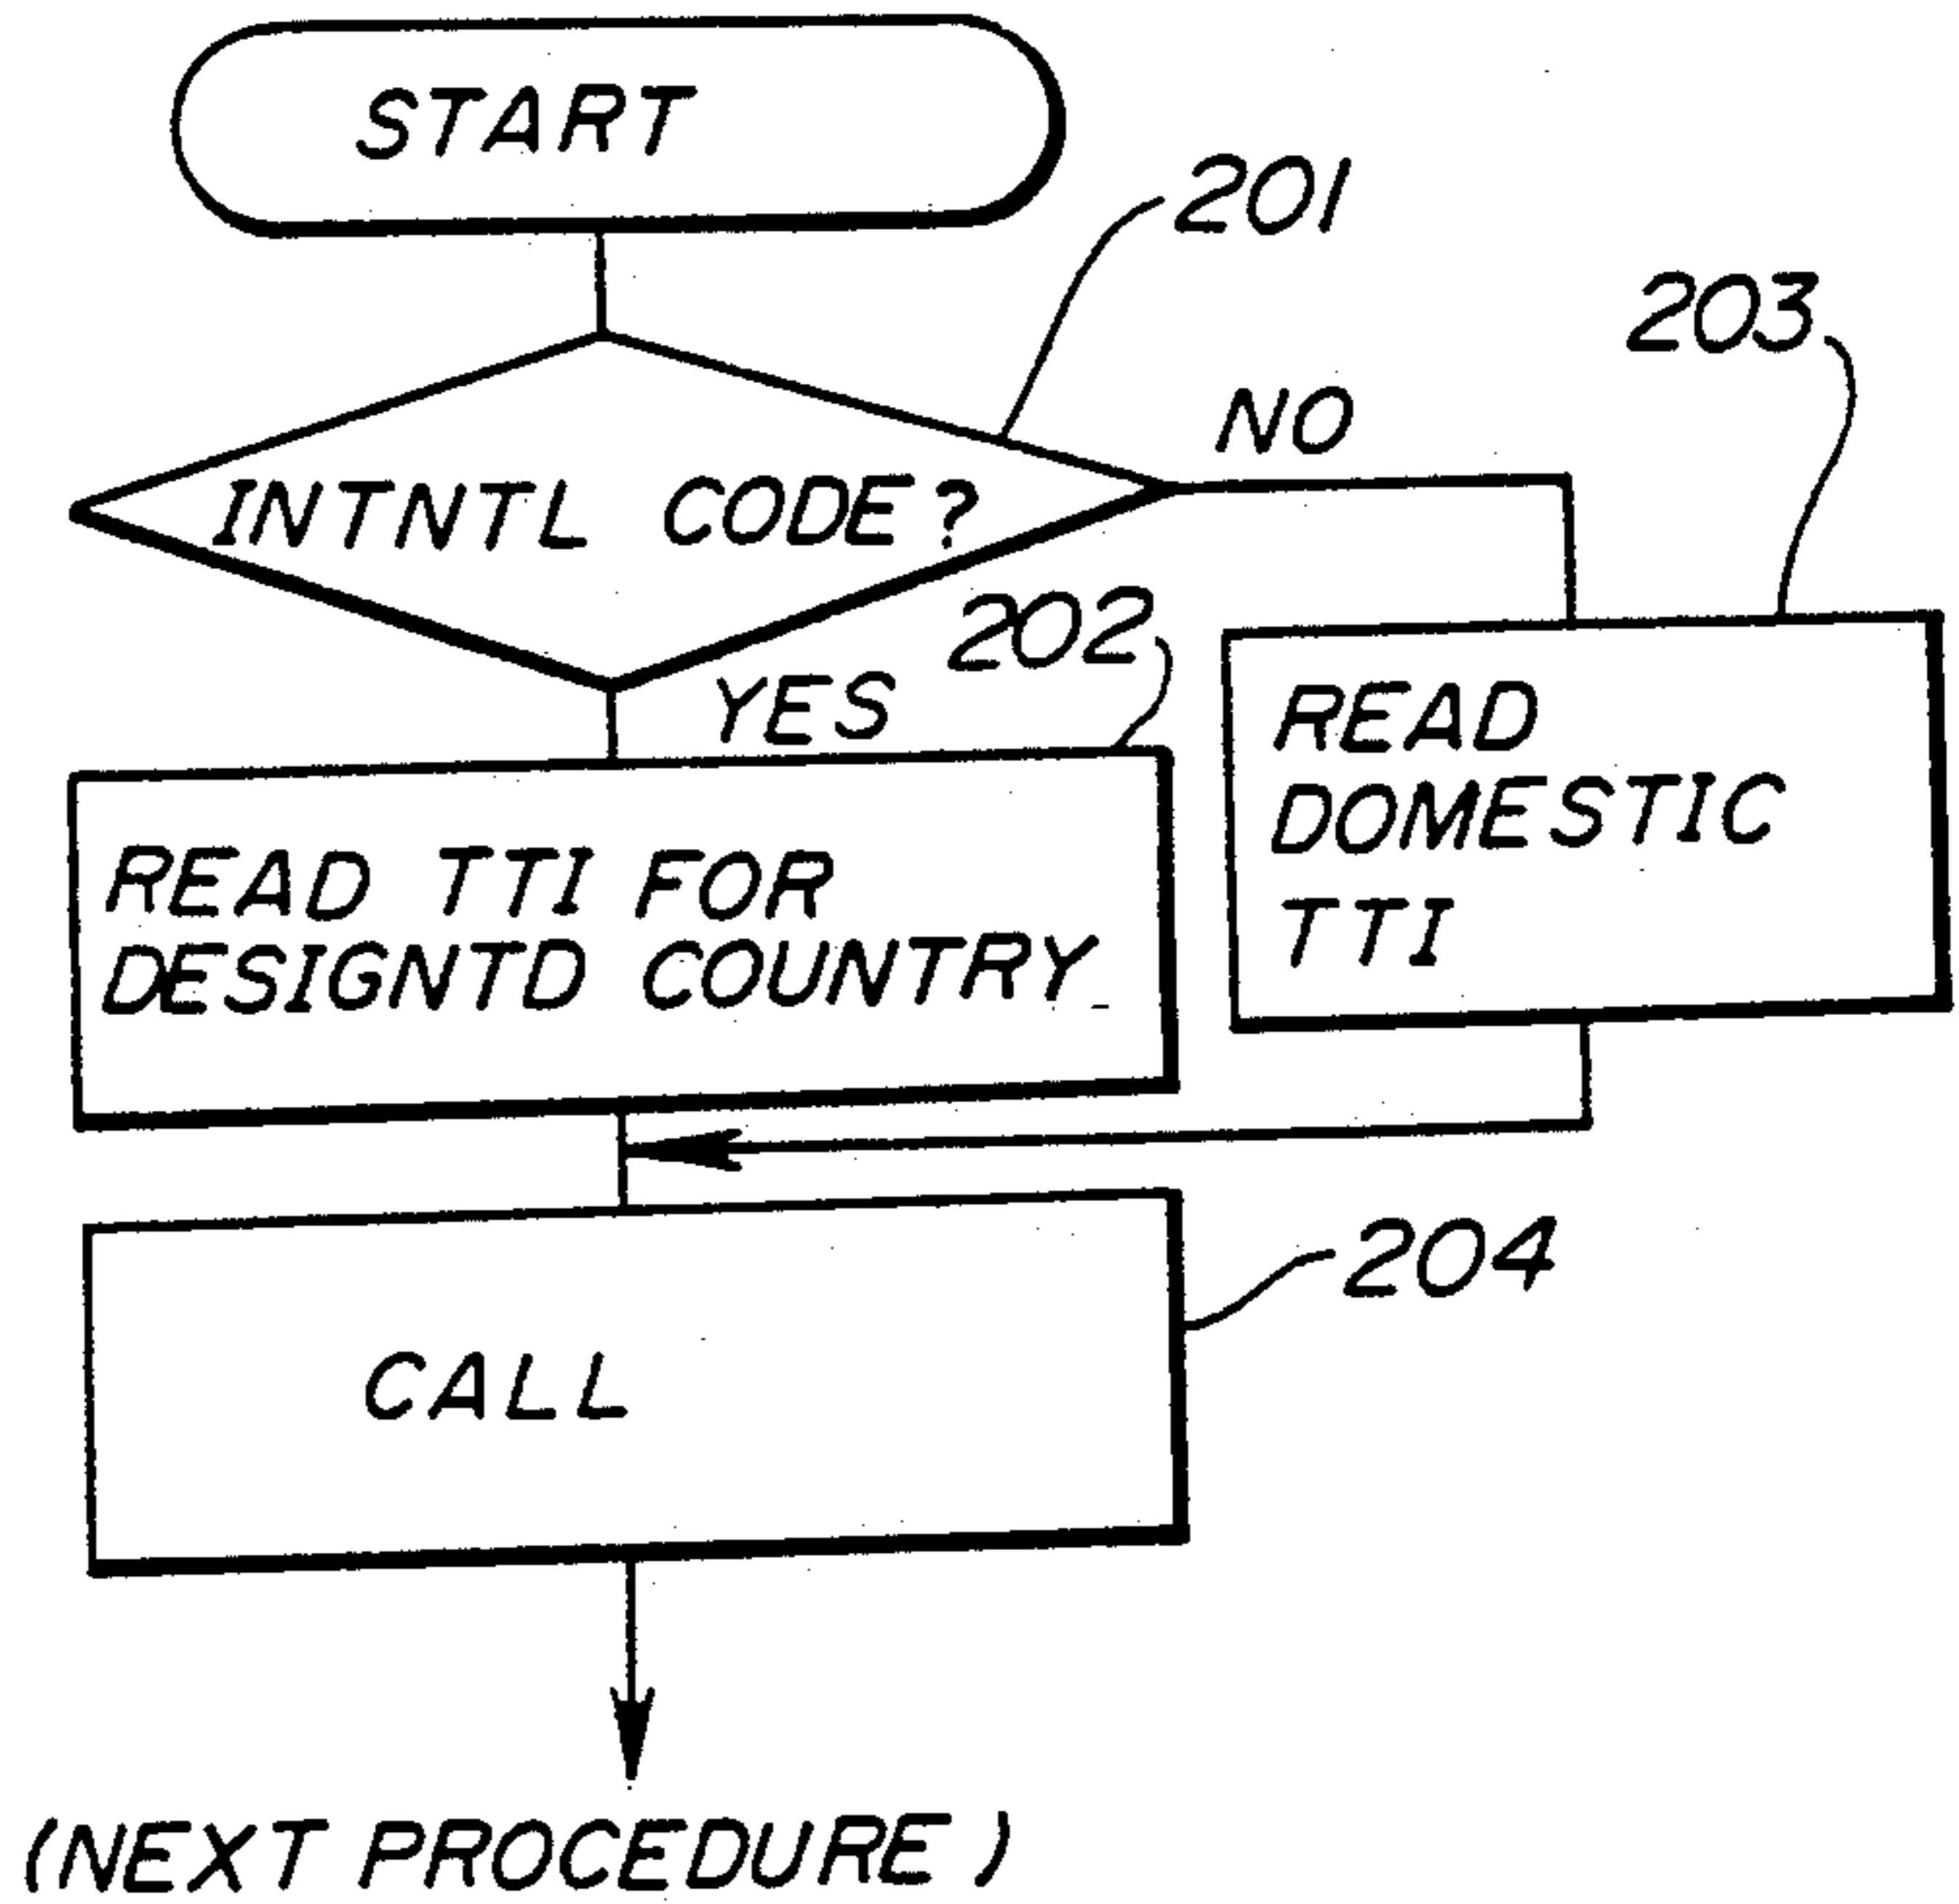 START
201
203
INTNTL CODE?
NO
202
YES
READ
DOMESTIC
TTI
READ TTI FOR
DESIGNTD COUNTRY
204
CALL
(NEXT PROCEDURE)